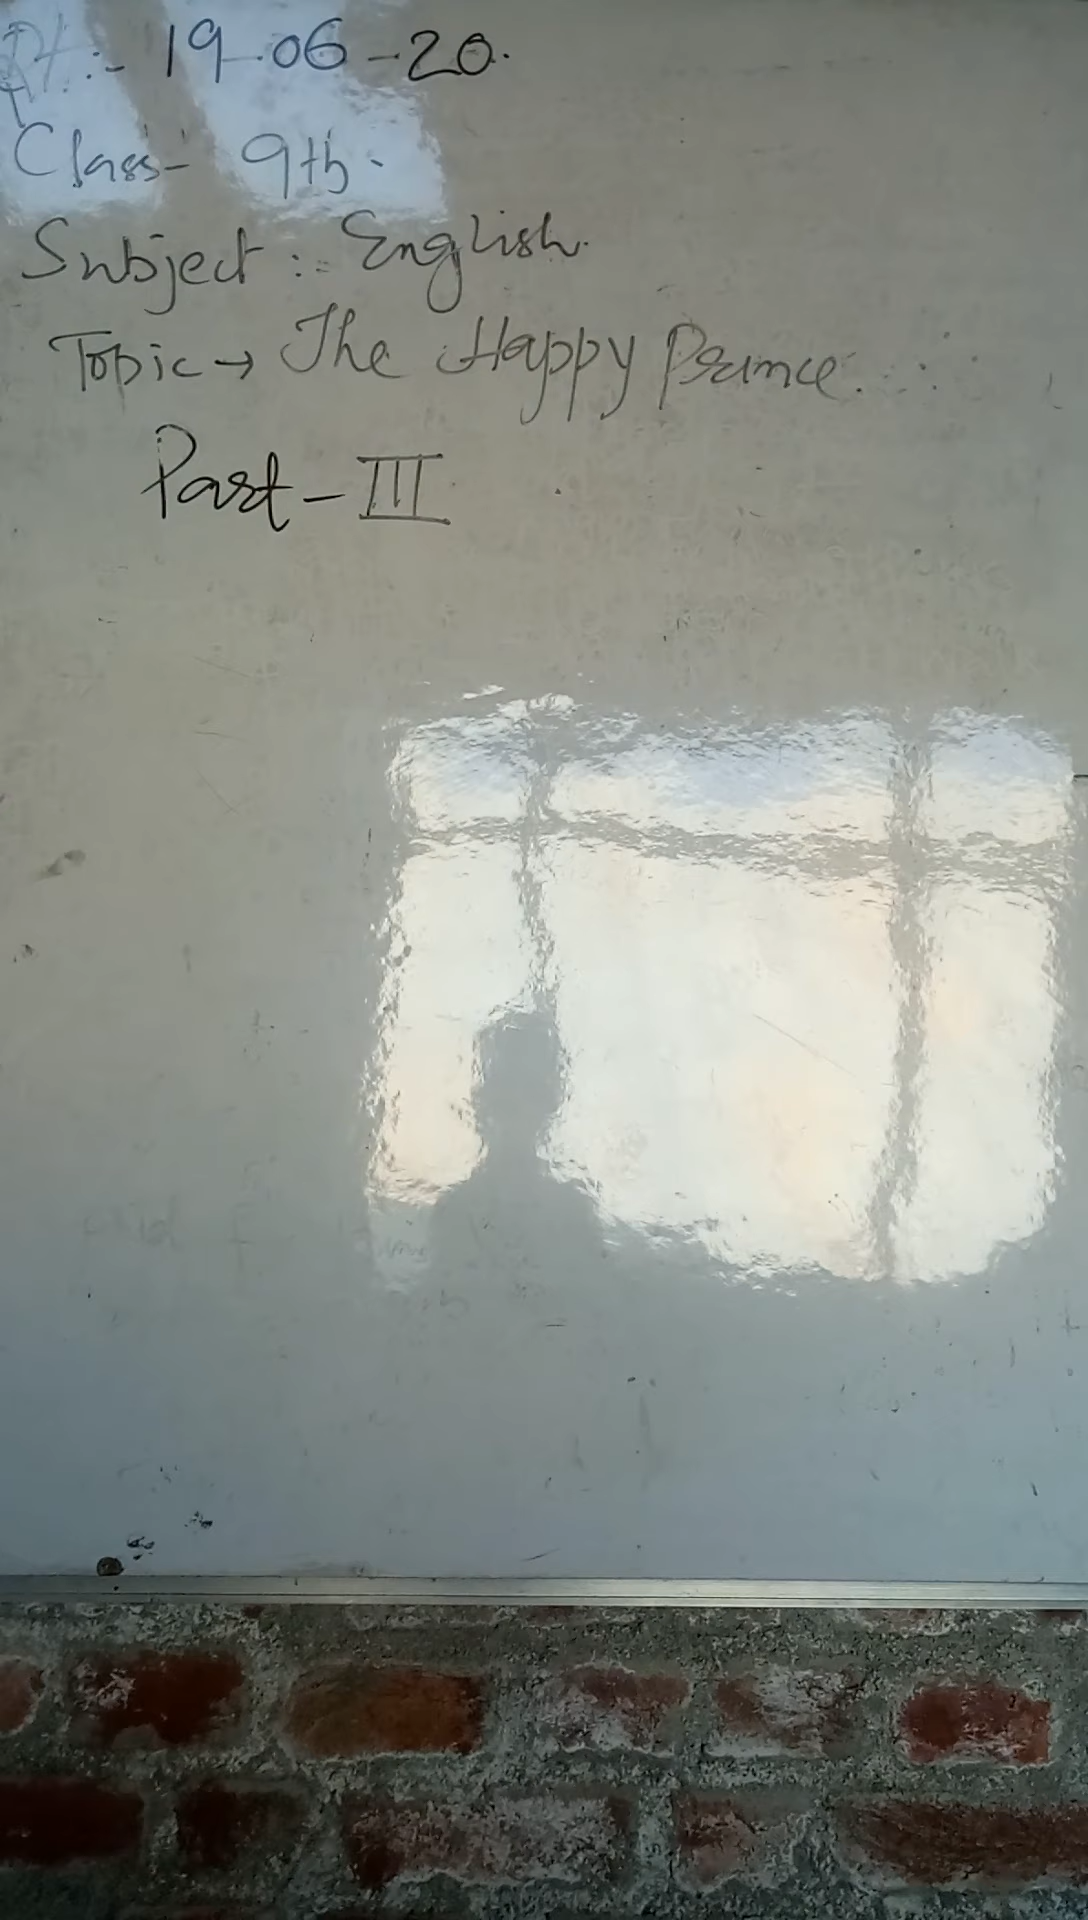 Dt :- 19-06-20.
Class- 9th.
Subject :- English.
Topic → The Happy Prince.
Part - III